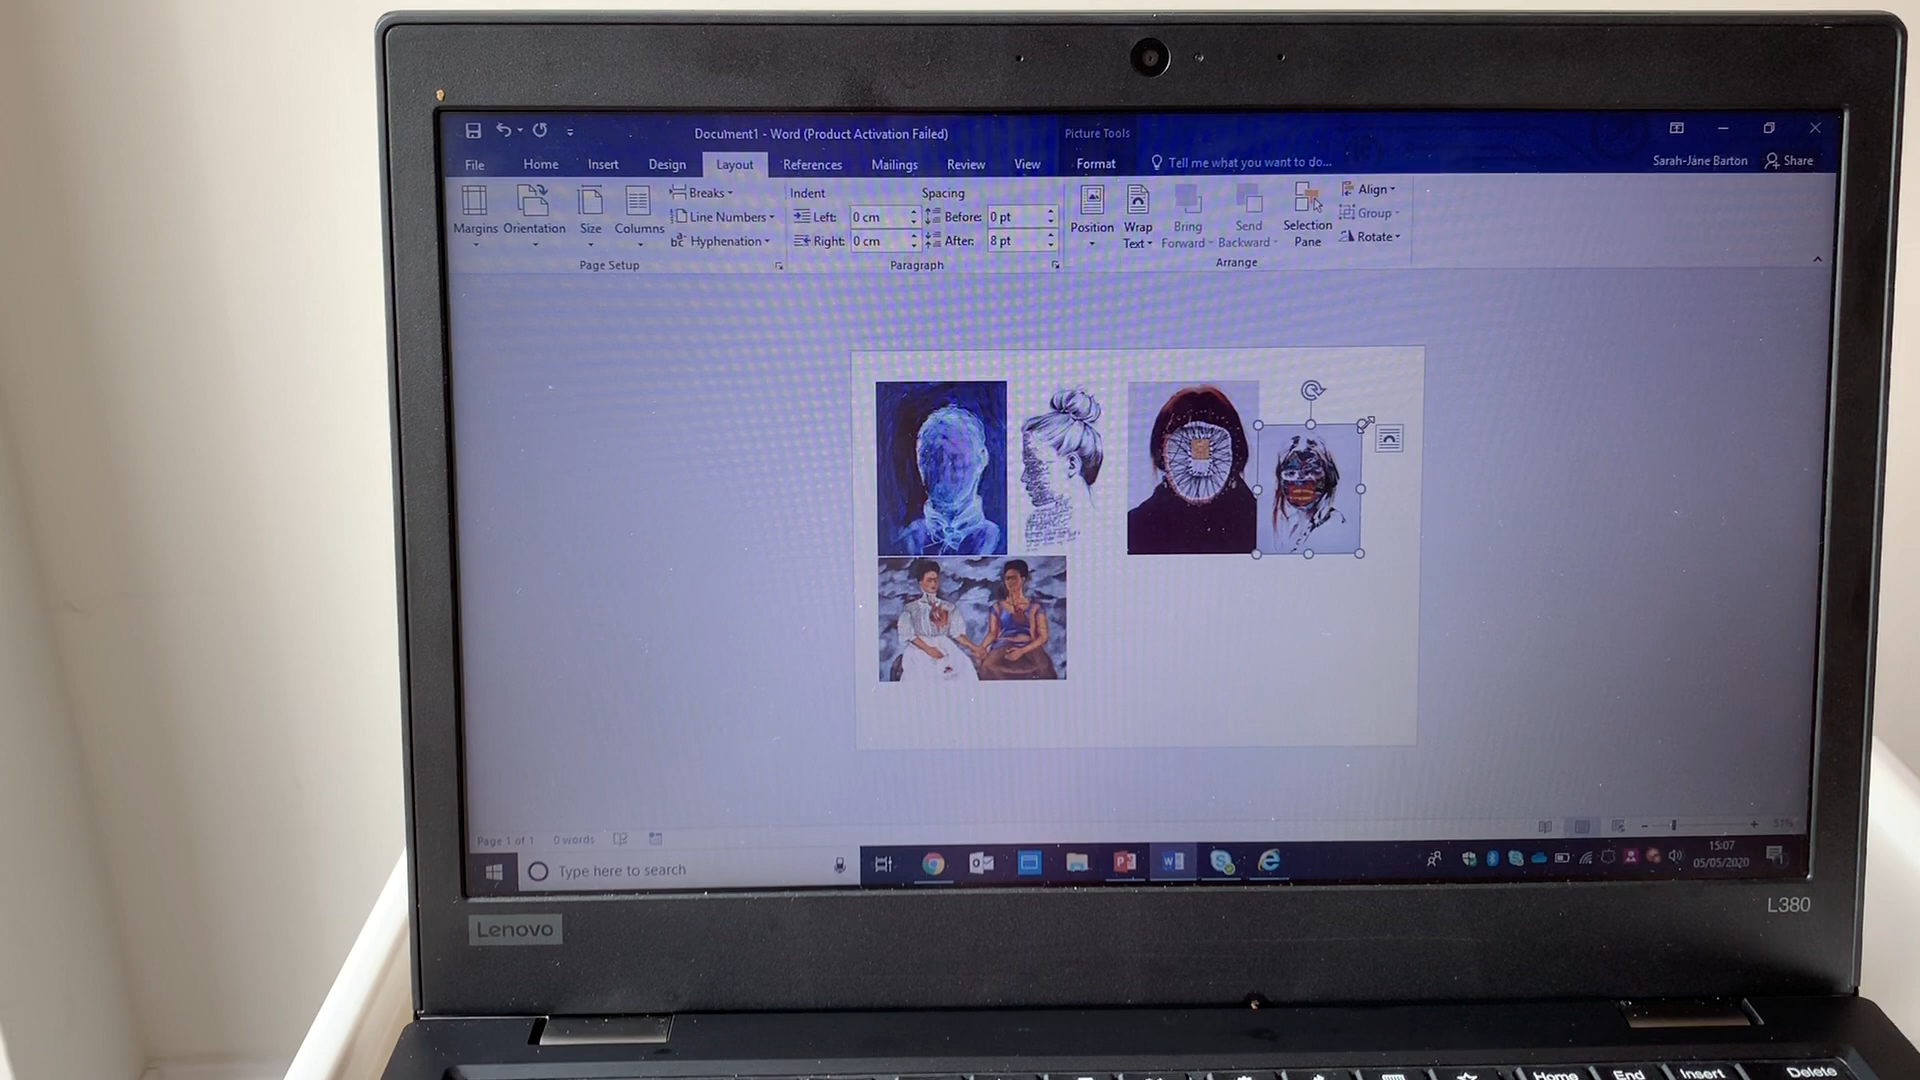 Document1 - Word (Product Activation Failed)
Picture Tools
File Home Insert Design Layout References Mailings Review View Format Tell me what you want to do...
Sarah-Jane Barton Share
Margins
Orientation
Size
Columns
Breaks
Line Numbers
Hyphenation
Page Setup
Indent
Left: 0 cm
Right: 0 cm
Spacing
Before: 0 pt
After: 8 pt
Paragraph
Position
Wrap
Text
Bring
Forward
Send
Backward
Selection
Pane
Align
Group
Rotate
Arrange
Page 1 of 1 0 words
51%
Type here to search
15:07
05/05/2020
Lenovo
L380
Home End Insert Delete